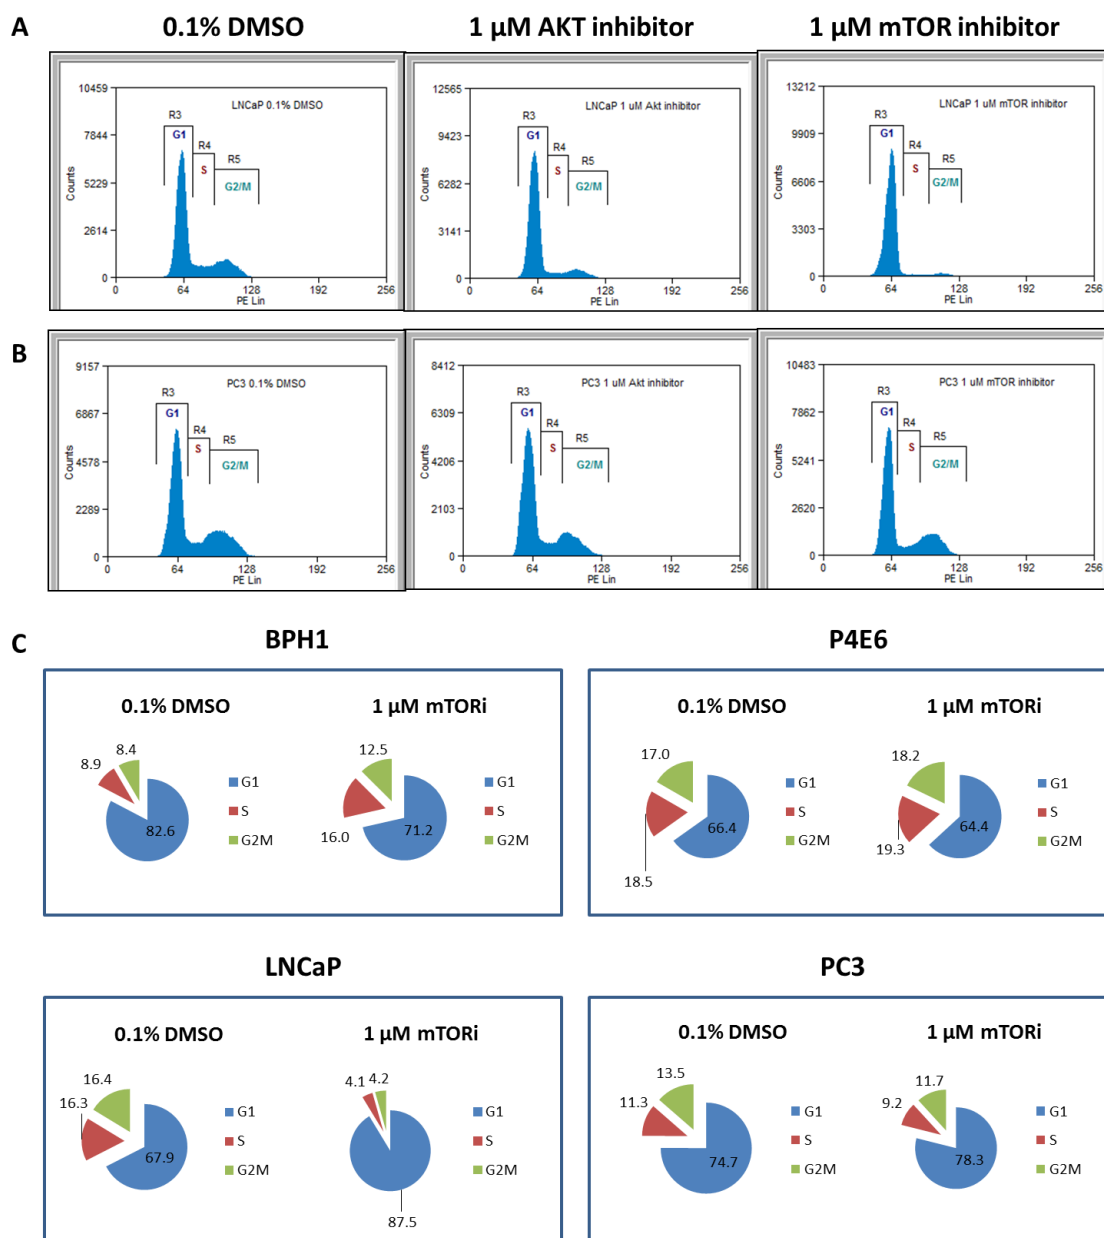 A
0.1% DMSO
1 µM AKT inhibitor
1 µM mTOR inhibitor
10459
7844
5229
2614
0
Counts
LNCaP 0.1% DMSO
R3
G1
R4
S
R5
G2/M
0
64
128
192
256
PE Lin
12565
9423
6282
3141
0
Counts
LNCaP 1 uM Akt inhibitor
R3
G1
R4
S
R5
G2/M
0
64
128
192
256
PE Lin
13212
9909
6606
3303
0
Counts
LNCaP 1 uM mTOR inhibitor
R3
G1
R4
S
R5
G2/M
0
64
128
192
256
PE Lin
B
9157
6867
4578
2289
0
Counts
PC3 0.1% DMSO
R3
G1
R4
S
R5
G2/M
0
64
128
192
256
PE Lin
8412
6309
4206
2103
0
Counts
PC3 1 uM Akt inhibitor
R3
G1
R4
S
R5
G2/M
0
64
128
192
256
PE Lin
10483
7862
5241
2620
0
Counts
PC3 1 uM mTOR inhibitor
R3
G1
R4
S
R5
G2/M
0
64
128
192
256
PE Lin
C
BPH1
0.1% DMSO
8.4
8.9
82.6
G1
S
G2M
1 µM mTORi
12.5
16.0
71.2
G1
S
G2M
P4E6
0.1% DMSO
17.0
18.5
66.4
G1
S
G2M
1 µM mTORi
18.2
19.3
64.4
G1
S
G2M
LNCaP
0.1% DMSO
16.4
16.3
67.9
G1
S
G2M
1 µM mTORi
4.1
4.2
87.5
G1
S
G2M
PC3
0.1% DMSO
13.5
11.3
74.7
G1
S
G2M
1 µM mTORi
11.7
9.2
78.3
G1
S
G2M